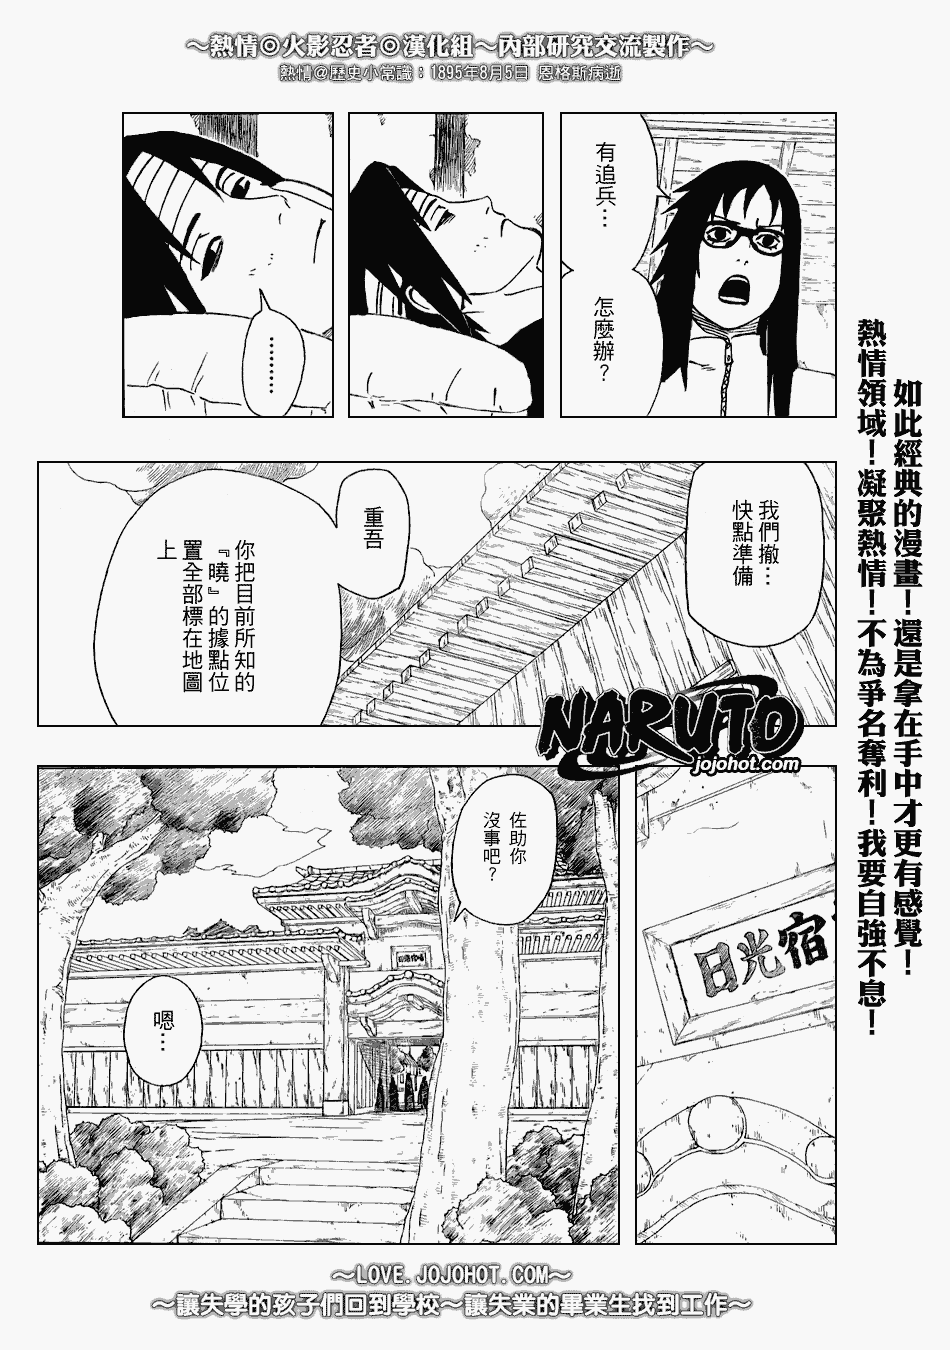 ～熱情◎火影忍者◎漢化組～內部研究交流製作～
熱情@歷史小常識：1895年8月5日 恩格斯病逝
有追兵…
怎麼辦？
………
我們撤…
快點準備
重吾
你把目前所知的
『曉』的據點位
置全部標在地圖
上
NARUTO
jojohot.com
宿
光
日
佐助你
沒事吧？
嗯…
如此經典的漫畫！還是拿在手中才更有感覺！
熱情領域！凝聚熱情！不為爭名奪利！我要自強不息！
～LOVE.JOJOHOT.COM～
～讓失學的孩子們回到學校～讓失業的畢業生找到工作～